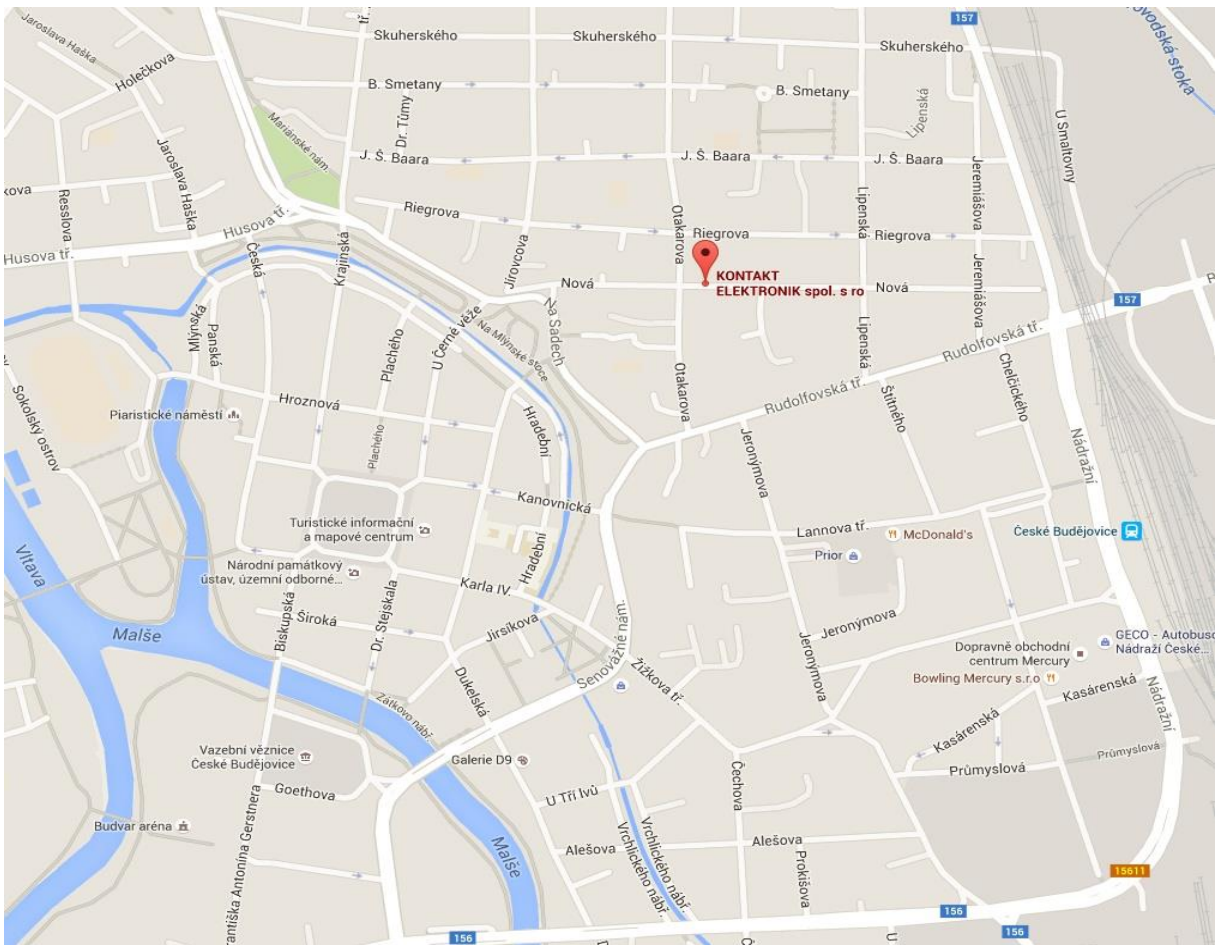 Jaroslava Haška
Holečkova
Skuherského
Skuherského
Skuherského
157
B. Smetany
B. Smetany
Dr. Tůmy
Lipenská
U Smaltovny
Mariánské nám.
Jaroslava Haška
J. Š. Baara
J. Š. Baara
J. Š. Baara
Resslova
Husova tř.
Husova tř.
Česká
Krajinská
Riegrova
Riegrova
Riegrova
Jírovcova
Otakarova
Lipenská
Jeremiášova
Jeremiášova
KONTAKT
ELEKTRONIK spol. s ro
Nová
Nová
157
Mlýnská
Panská
Plachého
U Černé věže
Na Mlýnské stoce
Na Sadech
Lipenská
Rudolfovská tř.
Rudolfovská tř.
Chelčického
Sokolský ostrov
Piaristické náměstí
Hroznová
Plachého
Hradební
Otakarova
Štítného
Jeronýmova
Nádražní
Kanovnická
Lannova tř.
McDonald's
České Budějovice
Turistické informační
a mapové centrum
Prior
Vltava
Národní památkový
ústav, územní odborné...
Karla IV.
Hradební
Malše
Biskupská
Široká
Dr. Stejskala
Jirsíkova
Senovážné nám.
Jeronýmova
Jeronýmova
GECO - Autobuso
Nádraží České...
Dopravně obchodní
centrum Mercury
Bowling Mercury s.r.o
Žižkova tř.
Dukelská
Zátkovo nábř.
Kasárenská
Kasárenská
Nádražní
Vazební věznice
České Budějovice
Galerie D9
Průmyslová
Průmyslová
Goethova
U Tří lvů
Čechova
Budvar aréna
Malše
Alešova
Alešova
Vrchlického nábř.
Vrchlického nábř.
Prokišova
15611
156
156
156